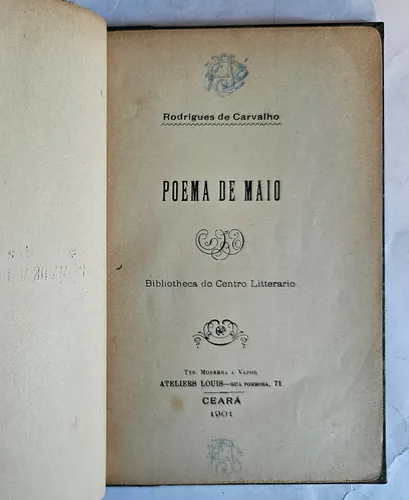 Rodrigues de Carvalho
POEMA DE MAIO
Bibliotheca do Centro Litterario
TYP. MODERNA A VAPOR
ATELIERS LOUIS—RUA FORMOSA, 71
CEARÁ
1901